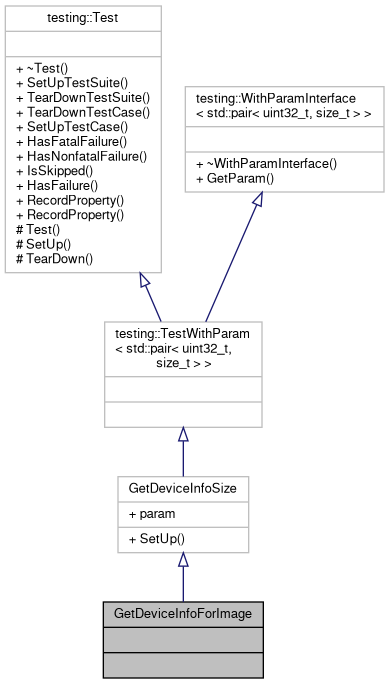 testing::Test
+ ~Test()
+ SetUpTestSuite()
+ TearDownTestSuite()
+ TearDownTestCase()
+ SetUpTestCase()
+ HasFatalFailure()
+ HasNonfatalFailure()
+ IsSkipped()
+ HasFailure()
+ RecordProperty()
+ RecordProperty()
# Test()
# SetUp()
# TearDown()
testing::WithParamInterface
< std::pair< uint32_t, size_t > >
+ ~WithParamInterface()
+ GetParam()
testing::TestWithParam
< std::pair< uint32_t,
size_t > >
GetDeviceInfoSize
+ param
+ SetUp()
GetDeviceInfoForImage